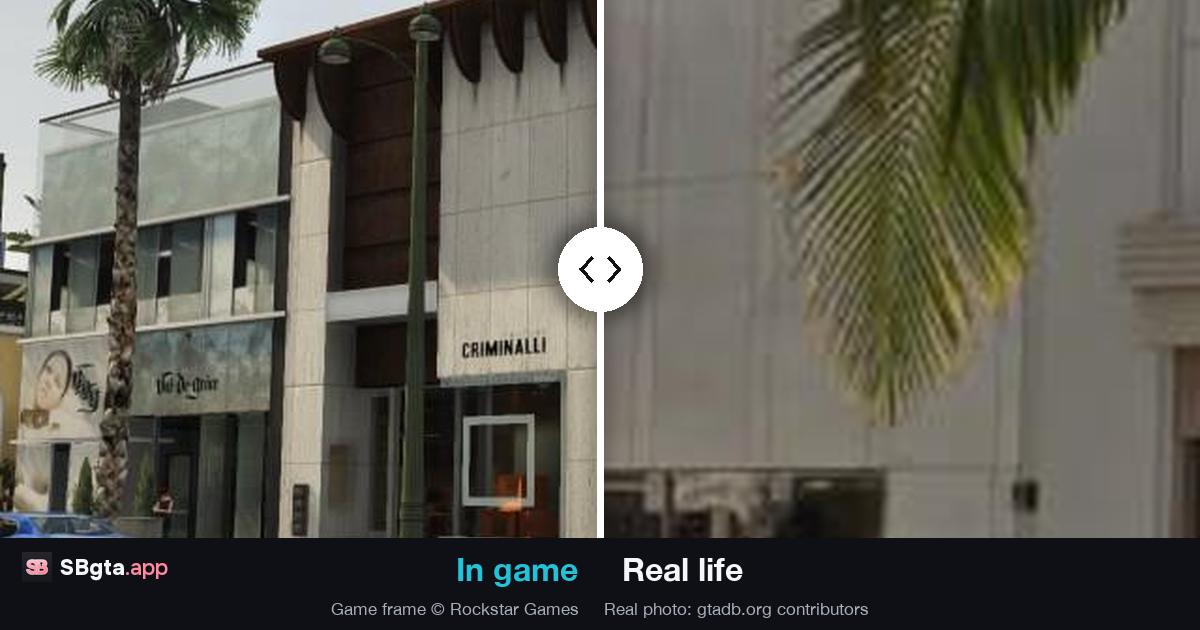 CRIMINALLI
SB SBgta.app
In game
Real life
Game frame © Rockstar Games
Real photo: gtadb.org contributors